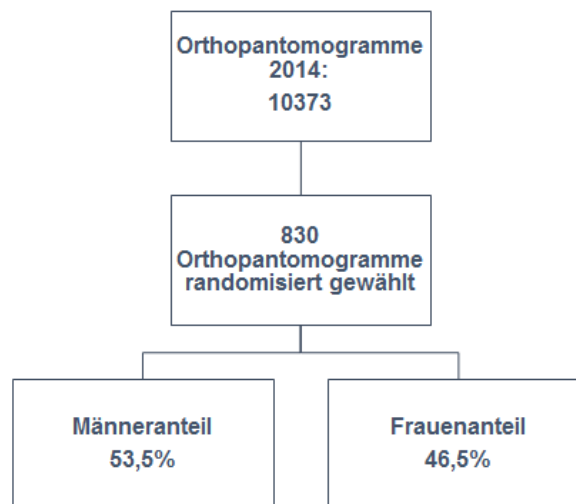 Orthopantomogramme
2014:
10373
830
Orthopantomogramme
randomisiert gewählt
Männeranteil
53,5%
Frauenanteil
46,5%